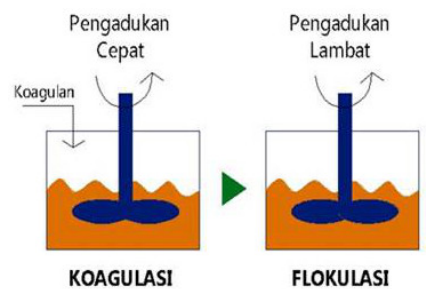 Pengadukan
Cepat
Pengadukan
Lambat
Koagulan
KOAGULASI
FLOKULASI